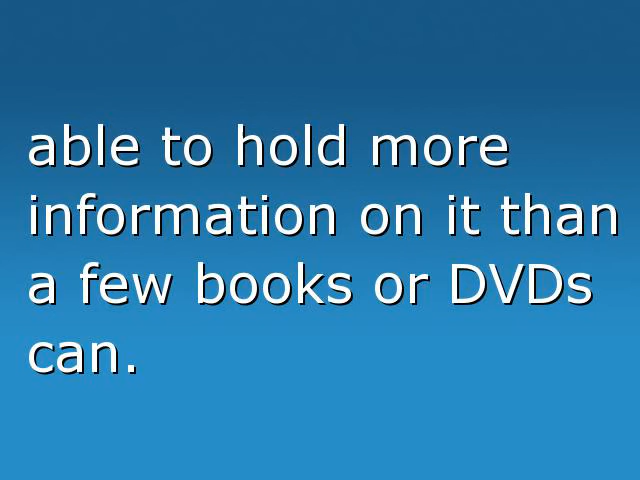 able to hold more
information on it than
a few books or DVDs
can.